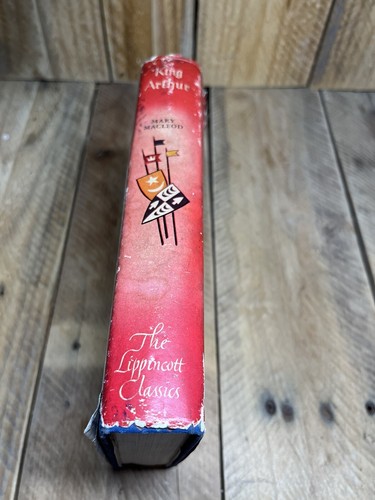 King
Arthur
MARY
MACLEOD
The
Lippincott
Classics